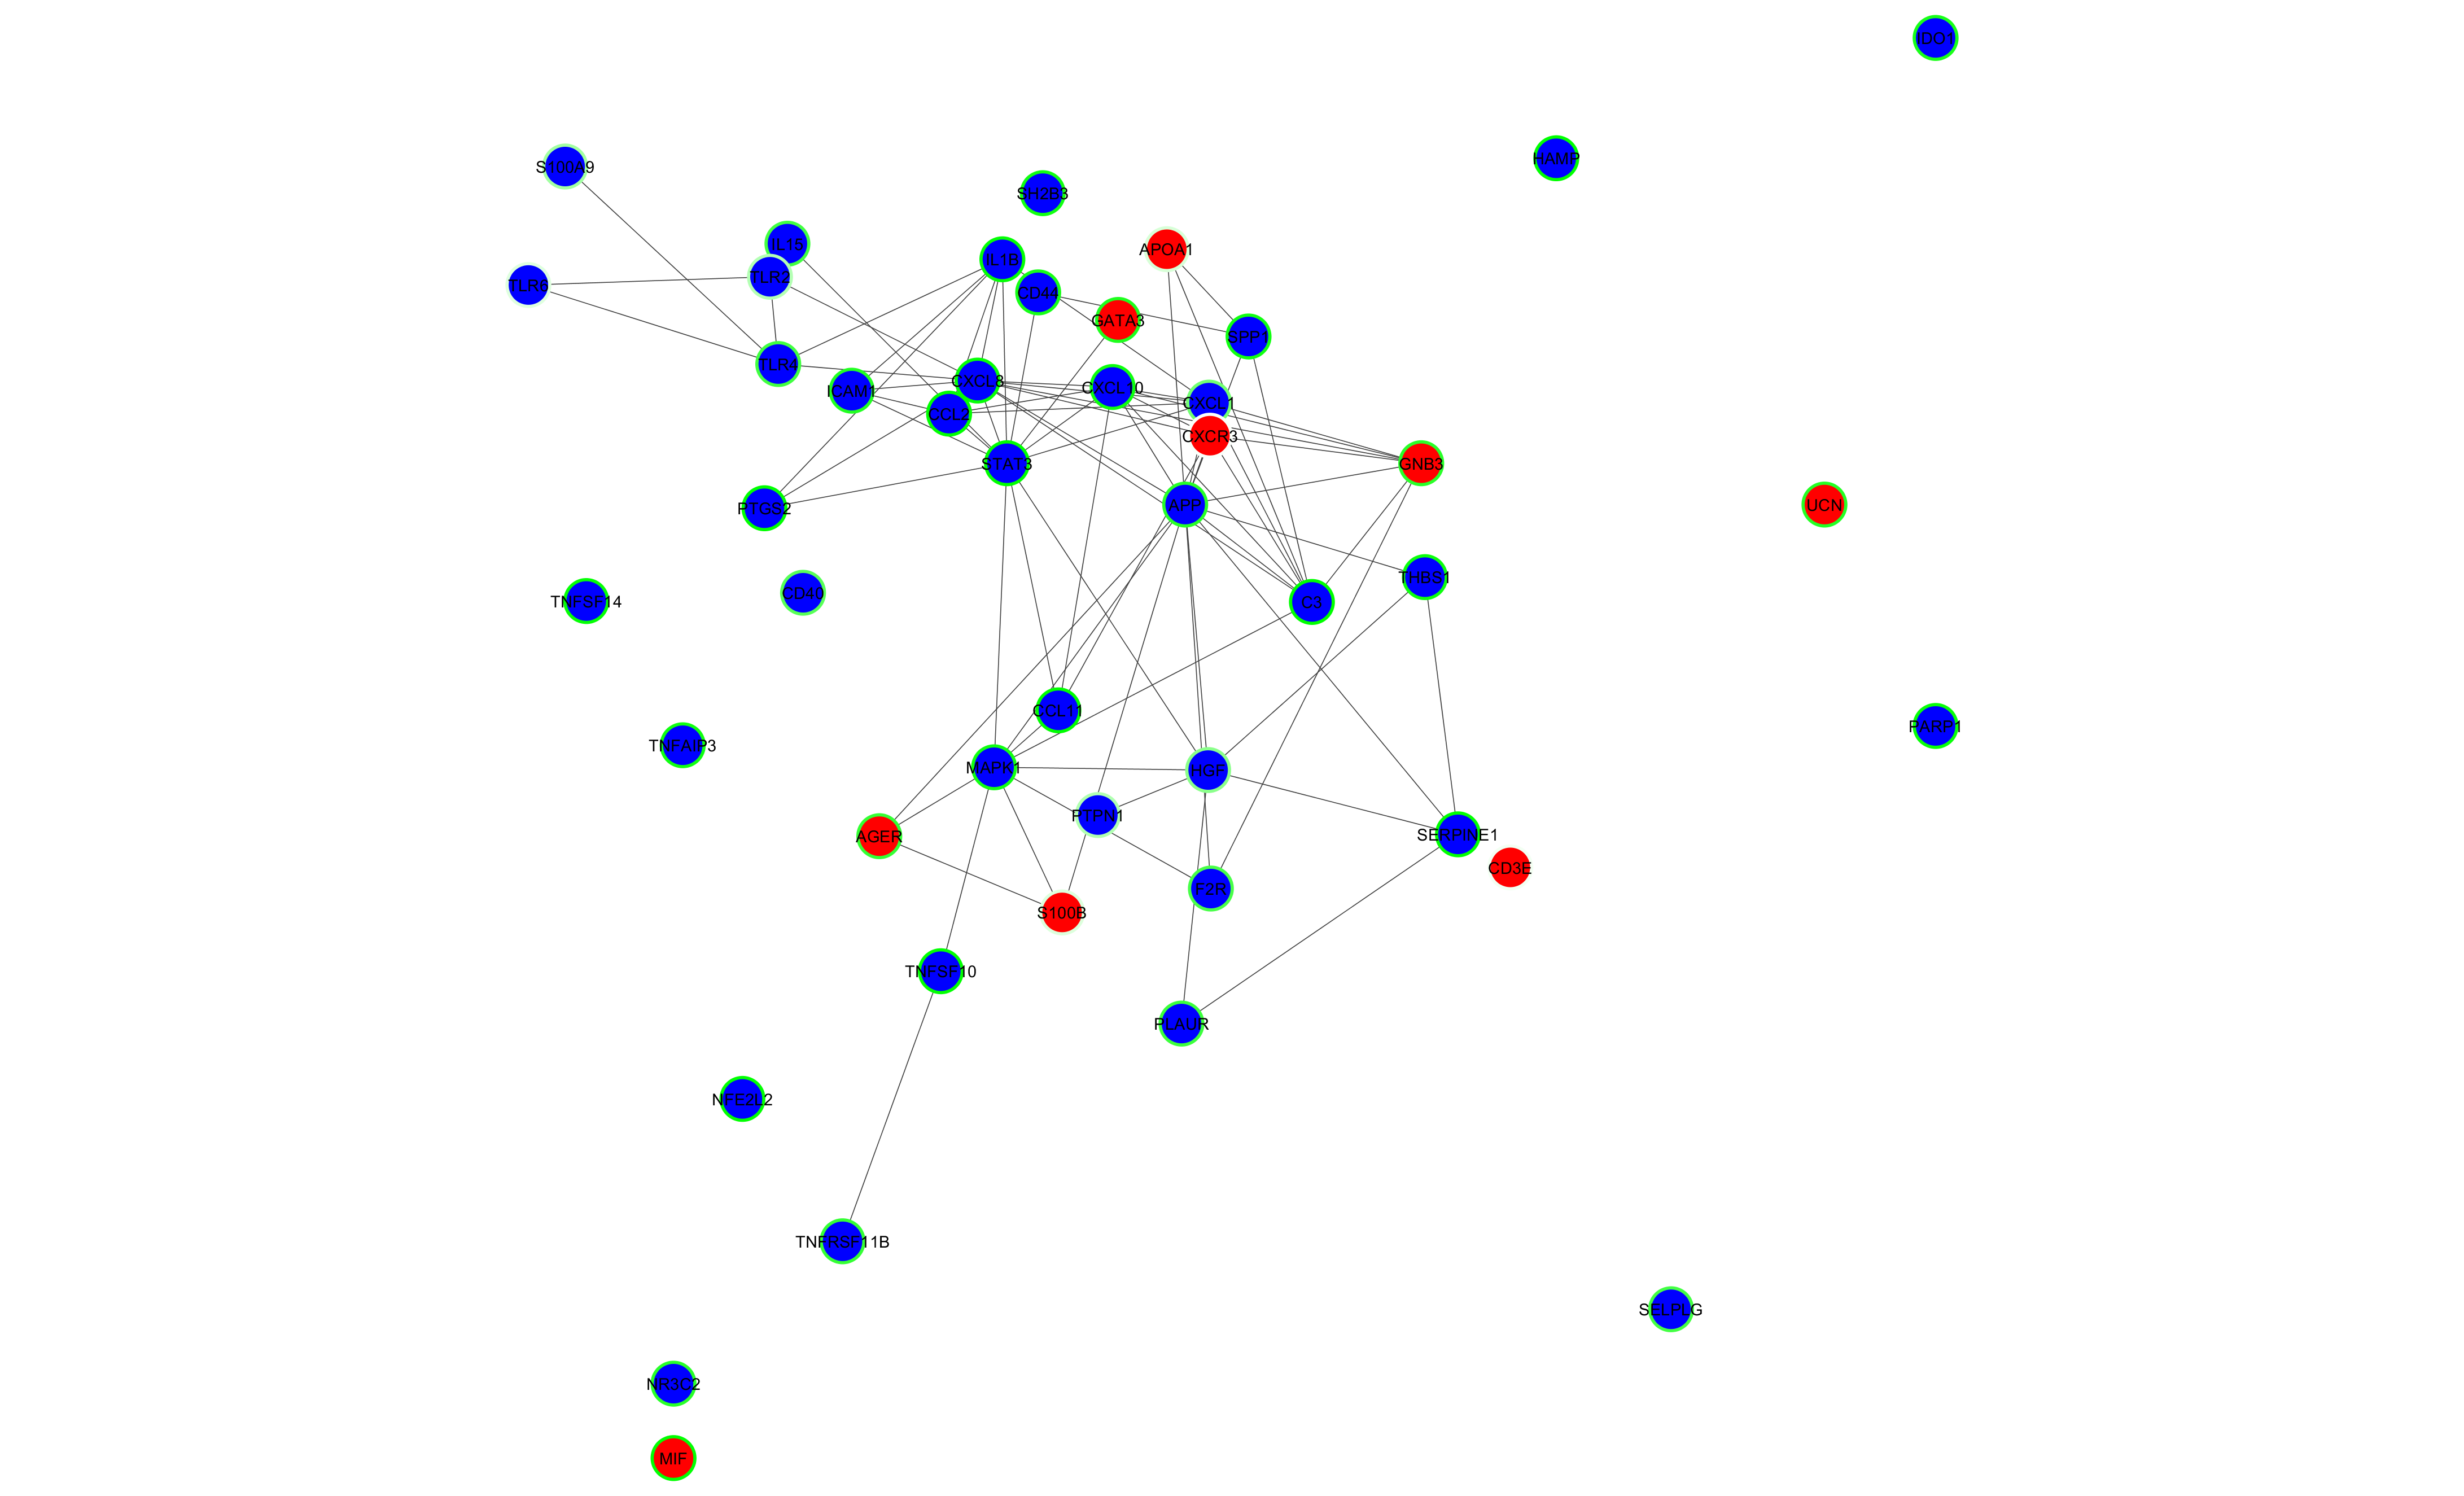 IDO1
HAMP
S100A9
SH2B3
IL15
APOA1
IL1B
TLR2
TLR6
CD44
GATA3
SPP1
TLR4
CXCL8
CXCL10
ICAM1
CXCL1
CCL2
CXCR3
STAT3
GNB3
PTGS2
APP
UCN
THBS1
CD40
TNFSF14
C3
CCL11
PARP1
TNFAIP3
MAPK1
HGF
PTPN1
AGER
SERPINE1
CD3E
F2R
S100B
TNFSF10
PLAUR
NFE2L2
TNFRSF11B
SELPLG
NR3C2
MIF